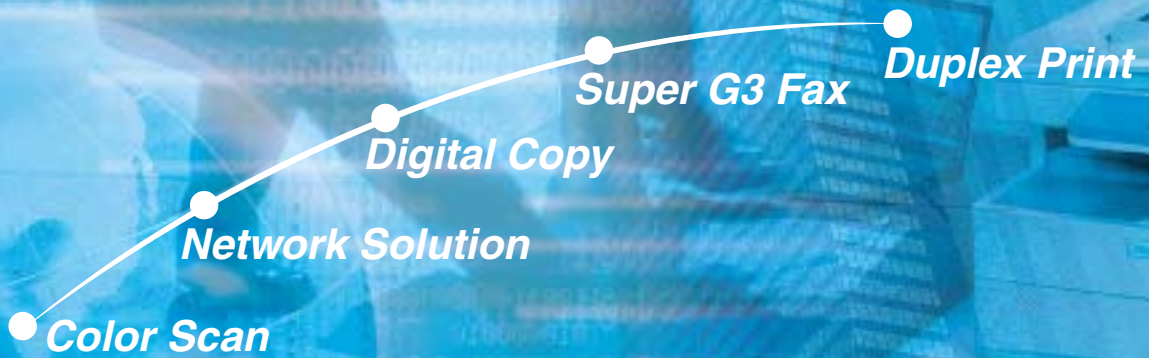 Duplex Print
Super G3 Fax
Digital Copy
Network Solution
Color Scan